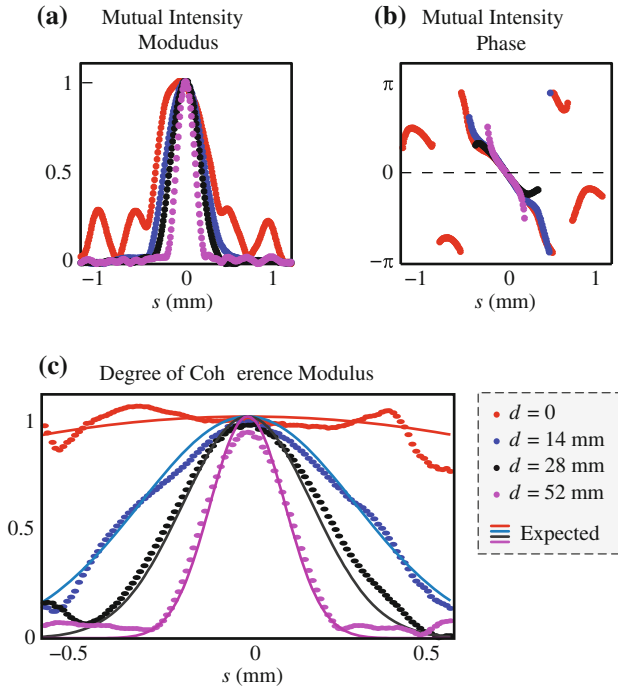 (a) Mutual Intensity
Modudus
1
0.5
0
−1 0 1
s (mm)
(b) Mutual Intensity
Phase
π
0
−π
−1 0 1
s (mm)
(c) Degree of Coh erence Modulus
1
0.5
0
−0.5 0 0.5
s (mm)
d = 0
d = 14 mm
d = 28 mm
d = 52 mm
Expected